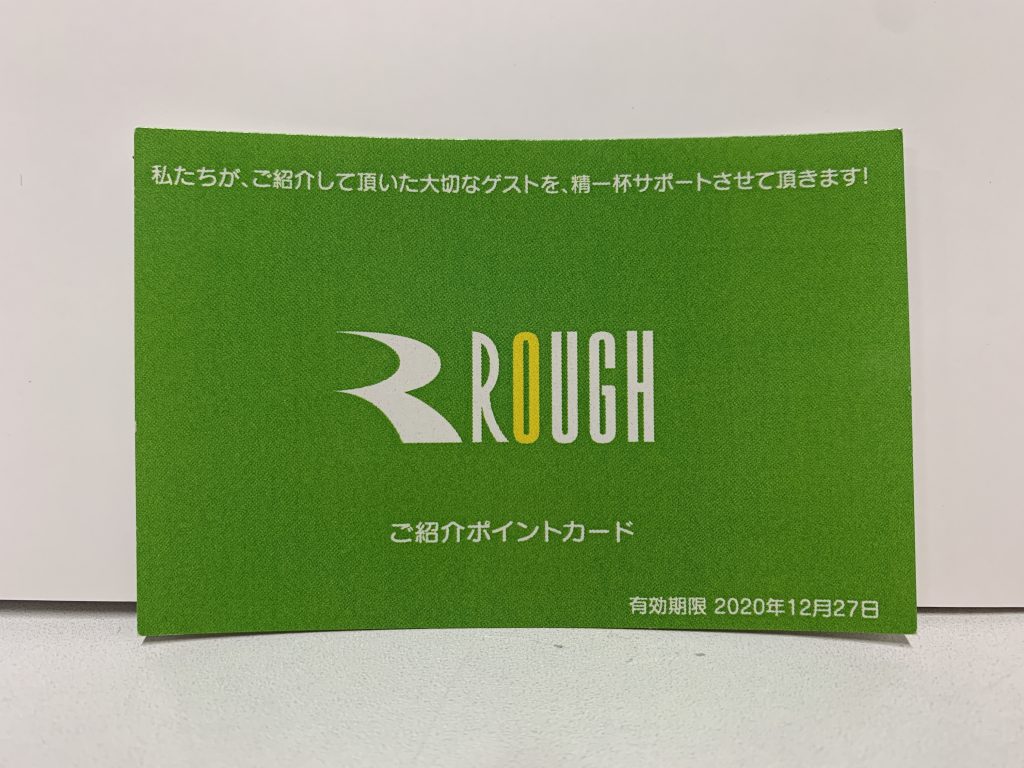 私たちが、ご紹介して頂いた大切なゲストを、精一杯サポートさせて頂きます!
ROUGH
ご紹介ポイントカード
有効期限 2020年12月27日